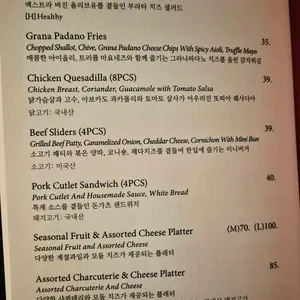 엑스트라 버진 올리브유를 곁들인 부라타 치즈 샐러드
[H] Healthy
Grana Padano Fries 35.
Chopped Shallot, Chive, Grana Padano Cheese Chips With Spicy Aioli, Truffle Mayo
매콤한 아이올리, 트러플 마요네즈와 함께 즐기는 그라나파다노 치즈를 올린 감자튀김
Chicken Quesadilla (8PCS) 39.
Chicken Breast, Coriander, Guacamole with Tomato Salsa
닭가슴살과 고수, 아보카도 과카몰리와 토마토 살사가 어우러진 또띠아 퀘사디아
닭고기: 국내산
Beef Sliders (4PCS) 39.
Grilled Beef Patty, Caramelized Onion, Cheddar Cheese, Cornichon With Mini Bun
소고기 패티와 볶은 양파, 코니숑, 체다치즈를 곁들여 한입에 즐기는 미니버거
소고기: 미국산
Pork Cutlet Sandwich (4PCS) 40.
Pork Cutlet And Housemade Sauce, White Bread
특제 소스를 곁들인 돈가츠 샌드위치
돼지고기: 국내산
Seasonal Fruit & Assorted Cheese Platter (M)70. (L)100.
Seasonal Fruit and Assorted Cheese
다양한 계절과일과 모둠 치즈가 제공되는 플래터
Assorted Charcuterie & Cheese Platter 85.
Assorted Charcuterie And Cheese
다양한 샤퀴테리와 모둠 치즈가 제공되는 플래터